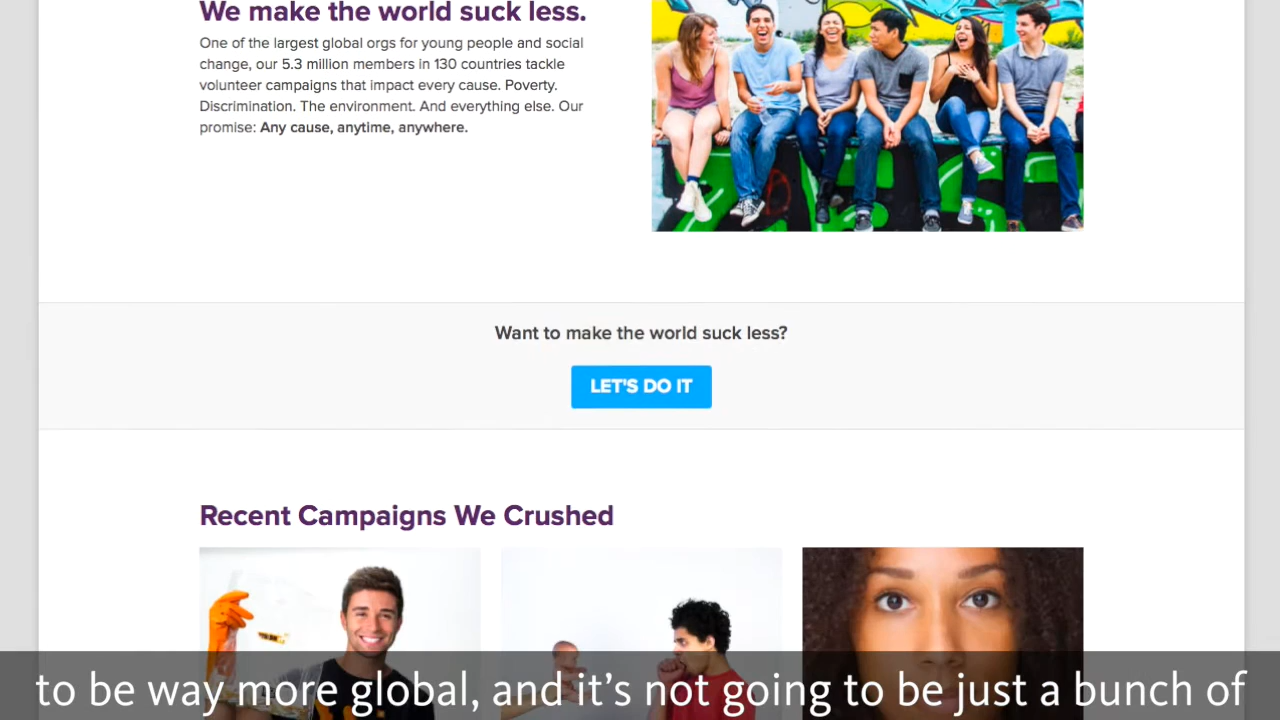 We make the world suck less.
One of the largest global orgs for young people and social
change, our 5.3 million members in 130 countries tackle
volunteer campaigns that impact every cause. Poverty.
Discrimination. The environment. And everything else. Our
promise: Any cause, anytime, anywhere.
Want to make the world suck less?
LET'S DO IT
Recent Campaigns We Crushed
to be way more global, and it’s not going to be just a bunch of